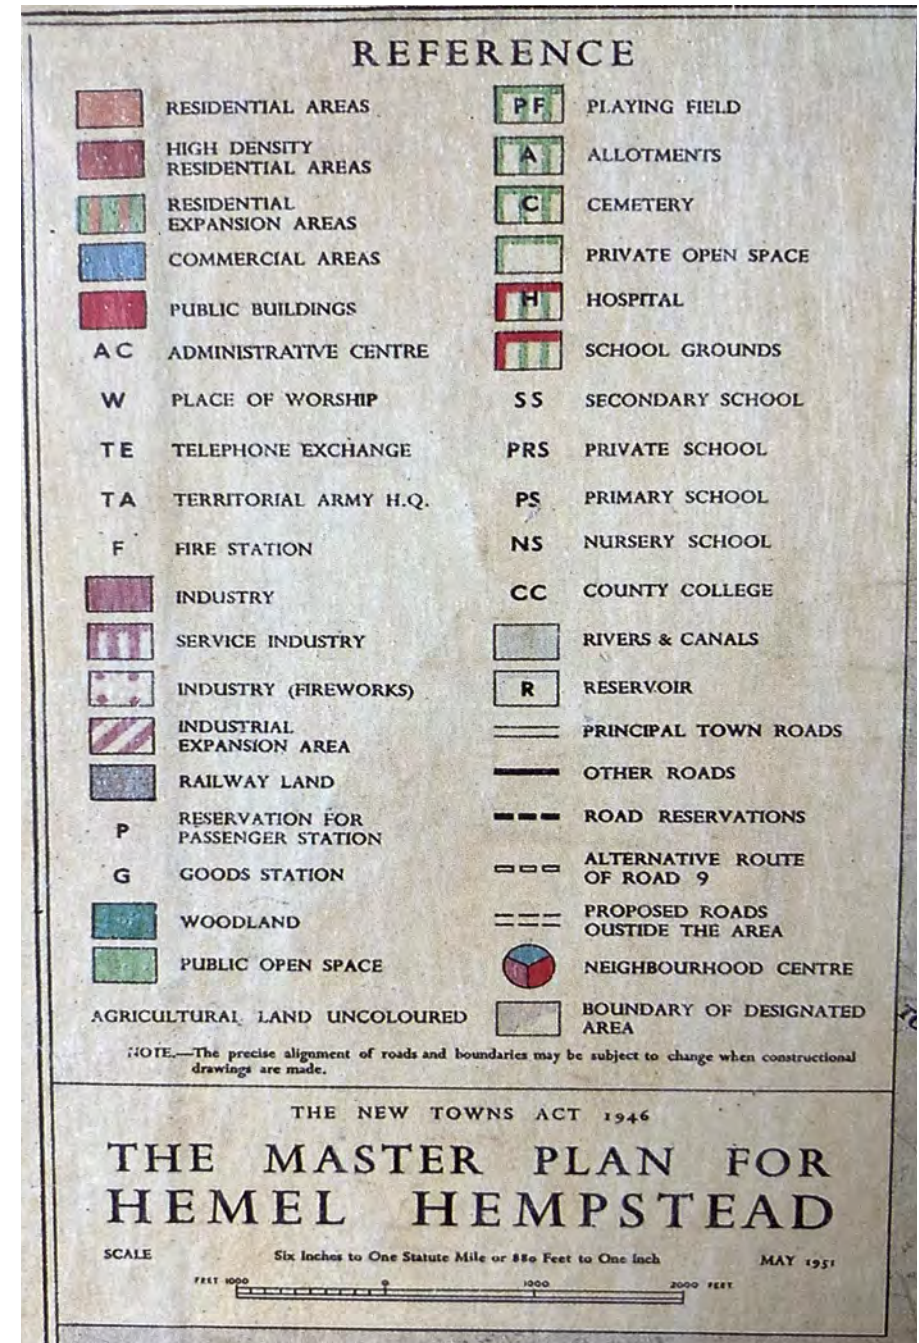 REFERENCE
RESIDENTIAL AREAS
HIGH DENSITY
RESIDENTIAL AREAS
RESIDENTIAL
EXPANSION AREAS
COMMERCIAL AREAS
PUBLIC BUILDINGS
AC ADMINISTRATIVE CENTRE
W PLACE OF WORSHIP
TE TELEPHONE EXCHANGE
TA TERRITORIAL ARMY H.Q.
F FIRE STATION
INDUSTRY
SERVICE INDUSTRY
INDUSTRY (FIREWORKS)
INDUSTRIAL
EXPANSION AREA
RAILWAY LAND
P RESERVATION FOR
PASSENGER STATION
G GOODS STATION
WOODLAND
PUBLIC OPEN SPACE
AGRICULTURAL LAND UNCOLOURED
PF PLAYING FIELD
A ALLOTMENTS
C CEMETERY
PRIVATE OPEN SPACE
H HOSPITAL
SCHOOL GROUNDS
SS SECONDARY SCHOOL
PRS PRIVATE SCHOOL
PS PRIMARY SCHOOL
NS NURSERY SCHOOL
CC COUNTY COLLEGE
RIVERS & CANALS
R RESERVOIR
PRINCIPAL TOWN ROADS
OTHER ROADS
ROAD RESERVATIONS
ALTERNATIVE ROUTE
OF ROAD 9
PROPOSED ROADS
OUSTIDE THE AREA
NEIGHBOURHOOD CENTRE
BOUNDARY OF DESIGNATED
AREA
NOTE.—The precise alignment of roads and boundaries may be subject to change when constructional
drawings are made.
THE NEW TOWNS ACT 1946
THE MASTER PLAN FOR
HEMEL HEMPSTEAD
SCALE Six Inches to One Statute Mile or 880 Feet to One Inch MAY 1951
FEET 1000 0 1000 2000 FEET